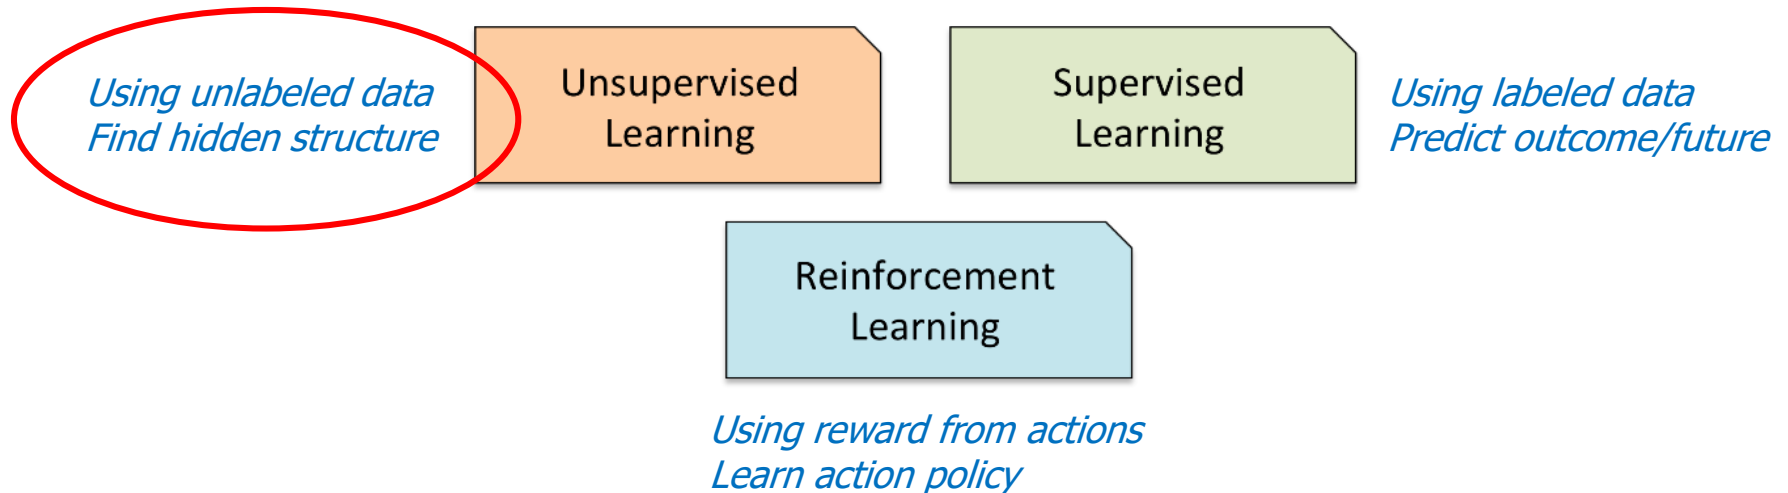 Using unlabeled data
Find hidden structure
Unsupervised
Learning
Supervised
Learning
Using labeled data
Predict outcome/future
Reinforcement
Learning
Using reward from actions
Learn action policy